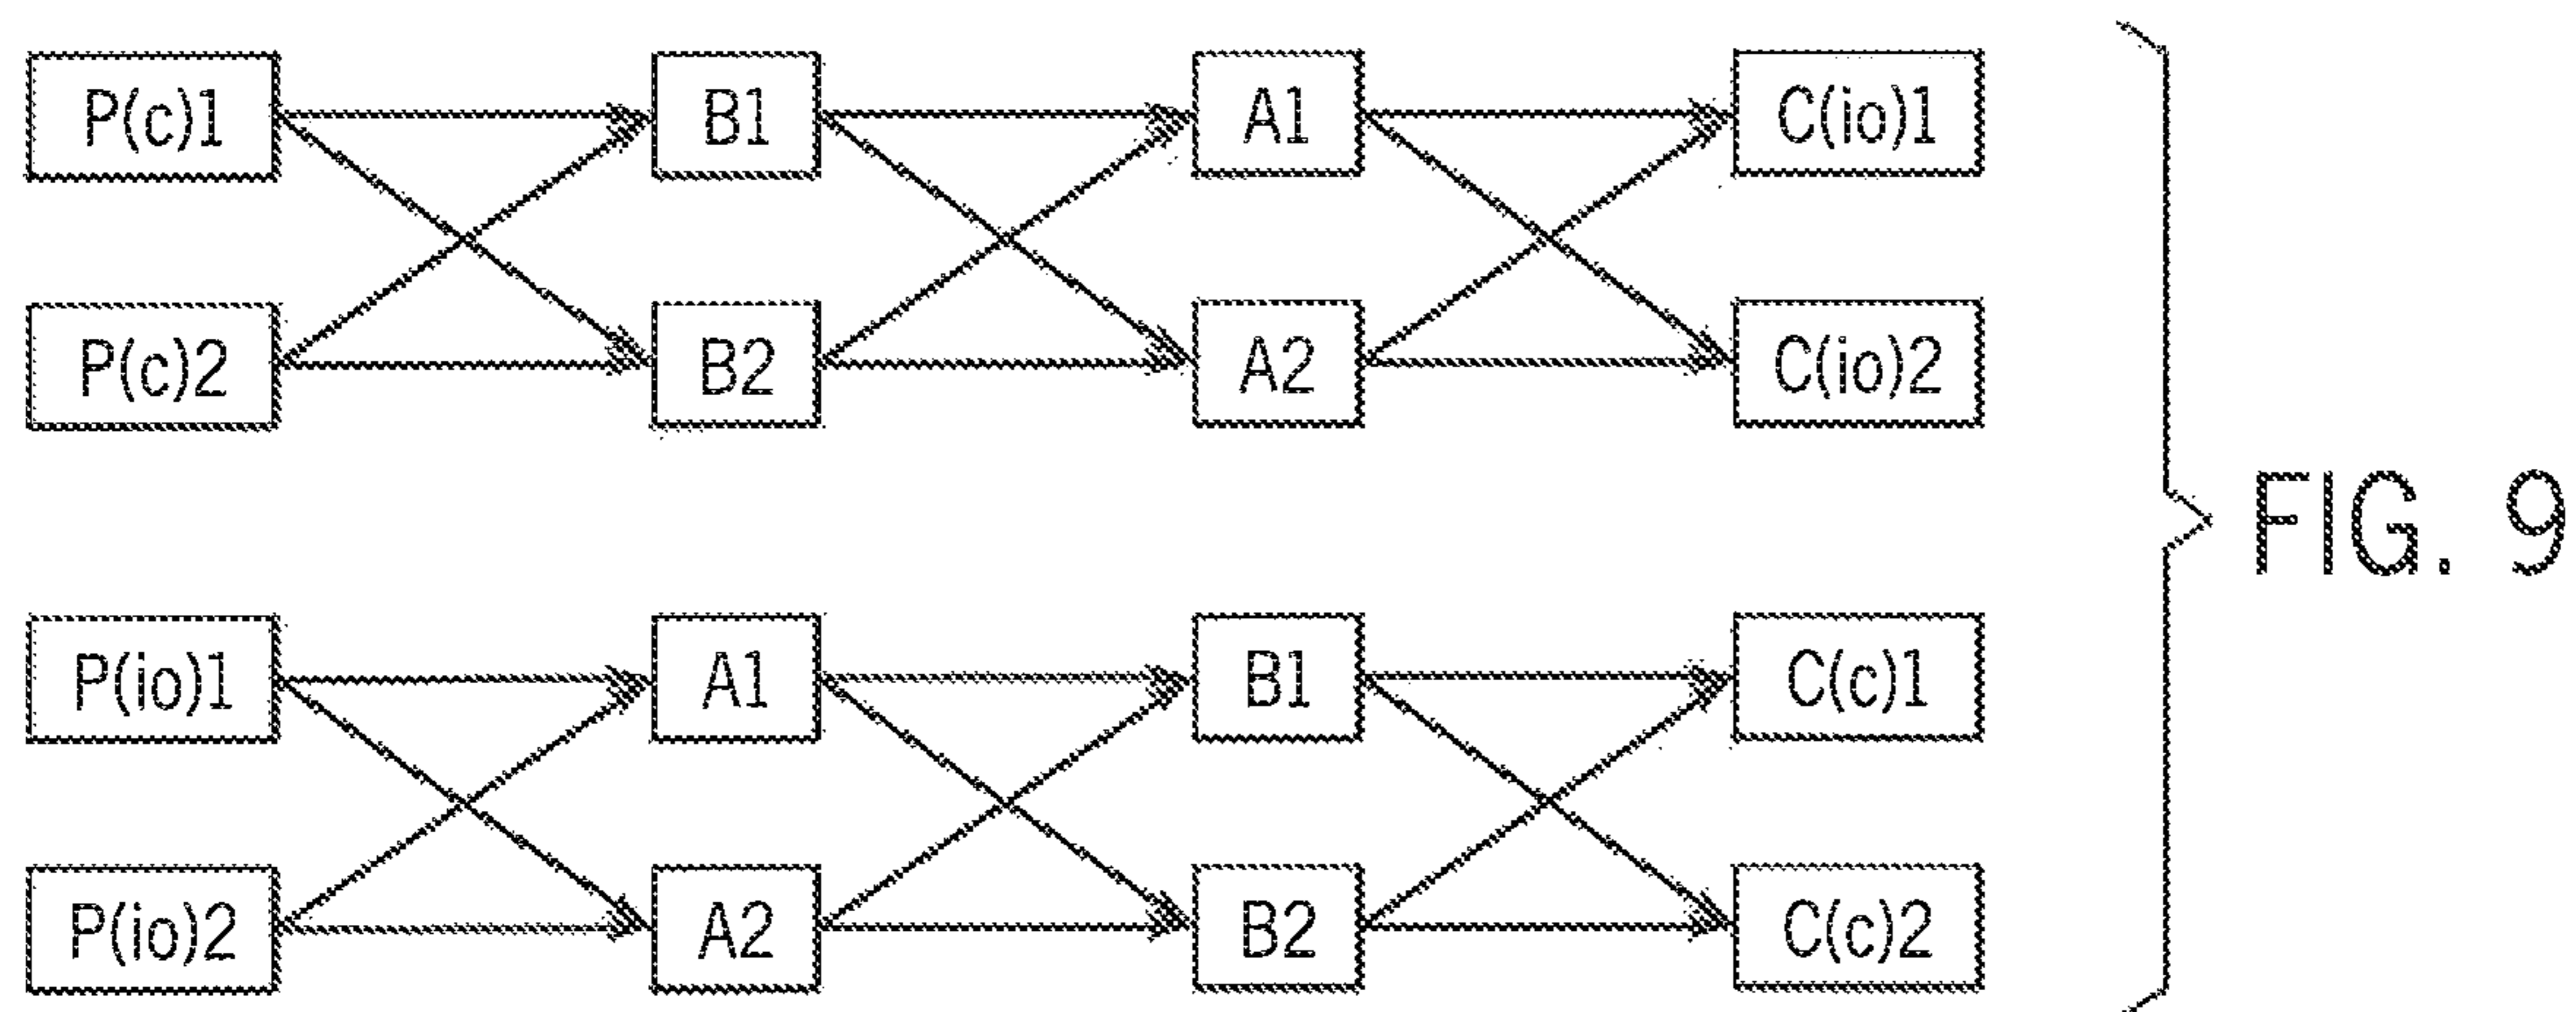 P(c)1 B1 A1 C(io)1
P(c)2 B2 A2 C(io)2
FIG. 9
P(io)1 A1 B1 C(c)1
P(io)2 A2 B2 C(c)2